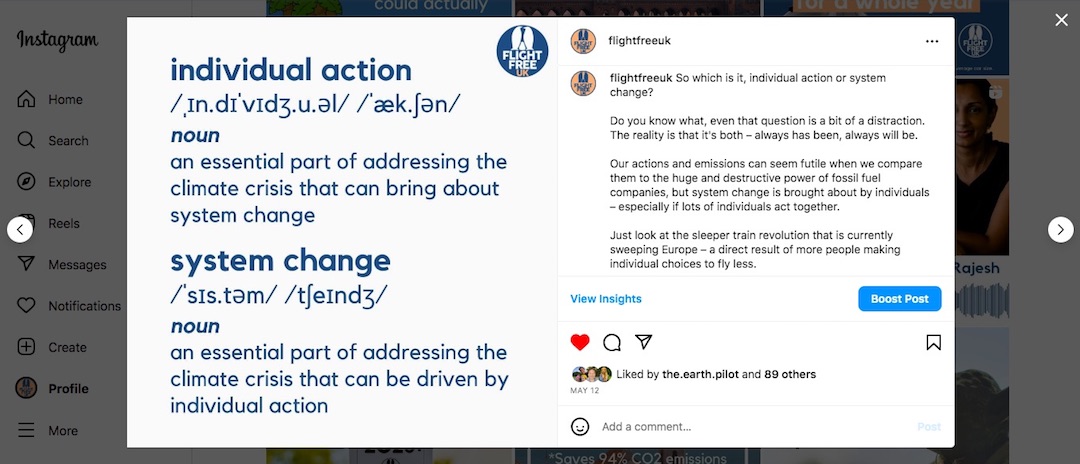 could actually
for a whole year
Instagram
Home
Search
Explore
Reels
Messages
Notifications
Create
Profile
More
FLIGHT
FREE
UK
individual action
/ˌɪn.dɪˈvɪdʒ.u.əl/ /ˈæk.ʃən/
noun
an essential part of addressing the
climate crisis that can bring about
system change
system change
/ˈsɪs.təm/ /tʃeɪndʒ/
noun
an essential part of addressing the
climate crisis that can be driven by
individual action
flightfreeuk
flightfreeuk So which is it, individual action or system
change?
Do you know what, even that question is a bit of a distraction.
The reality is that it's both – always has been, always will be.
Our actions and emissions can seem futile when we compare
them to the huge and destructive power of fossil fuel
companies, but system change is brought about by individuals
– especially if lots of individuals act together.
Just look at the sleeper train revolution that is currently
sweeping Europe – a direct result of more people making
individual choices to fly less.
View Insights
Boost Post
Liked by the.earth.pilot and 89 others
MAY 12
Add a comment...
Post
Rajesh
*Saves 94% CO2 emissions